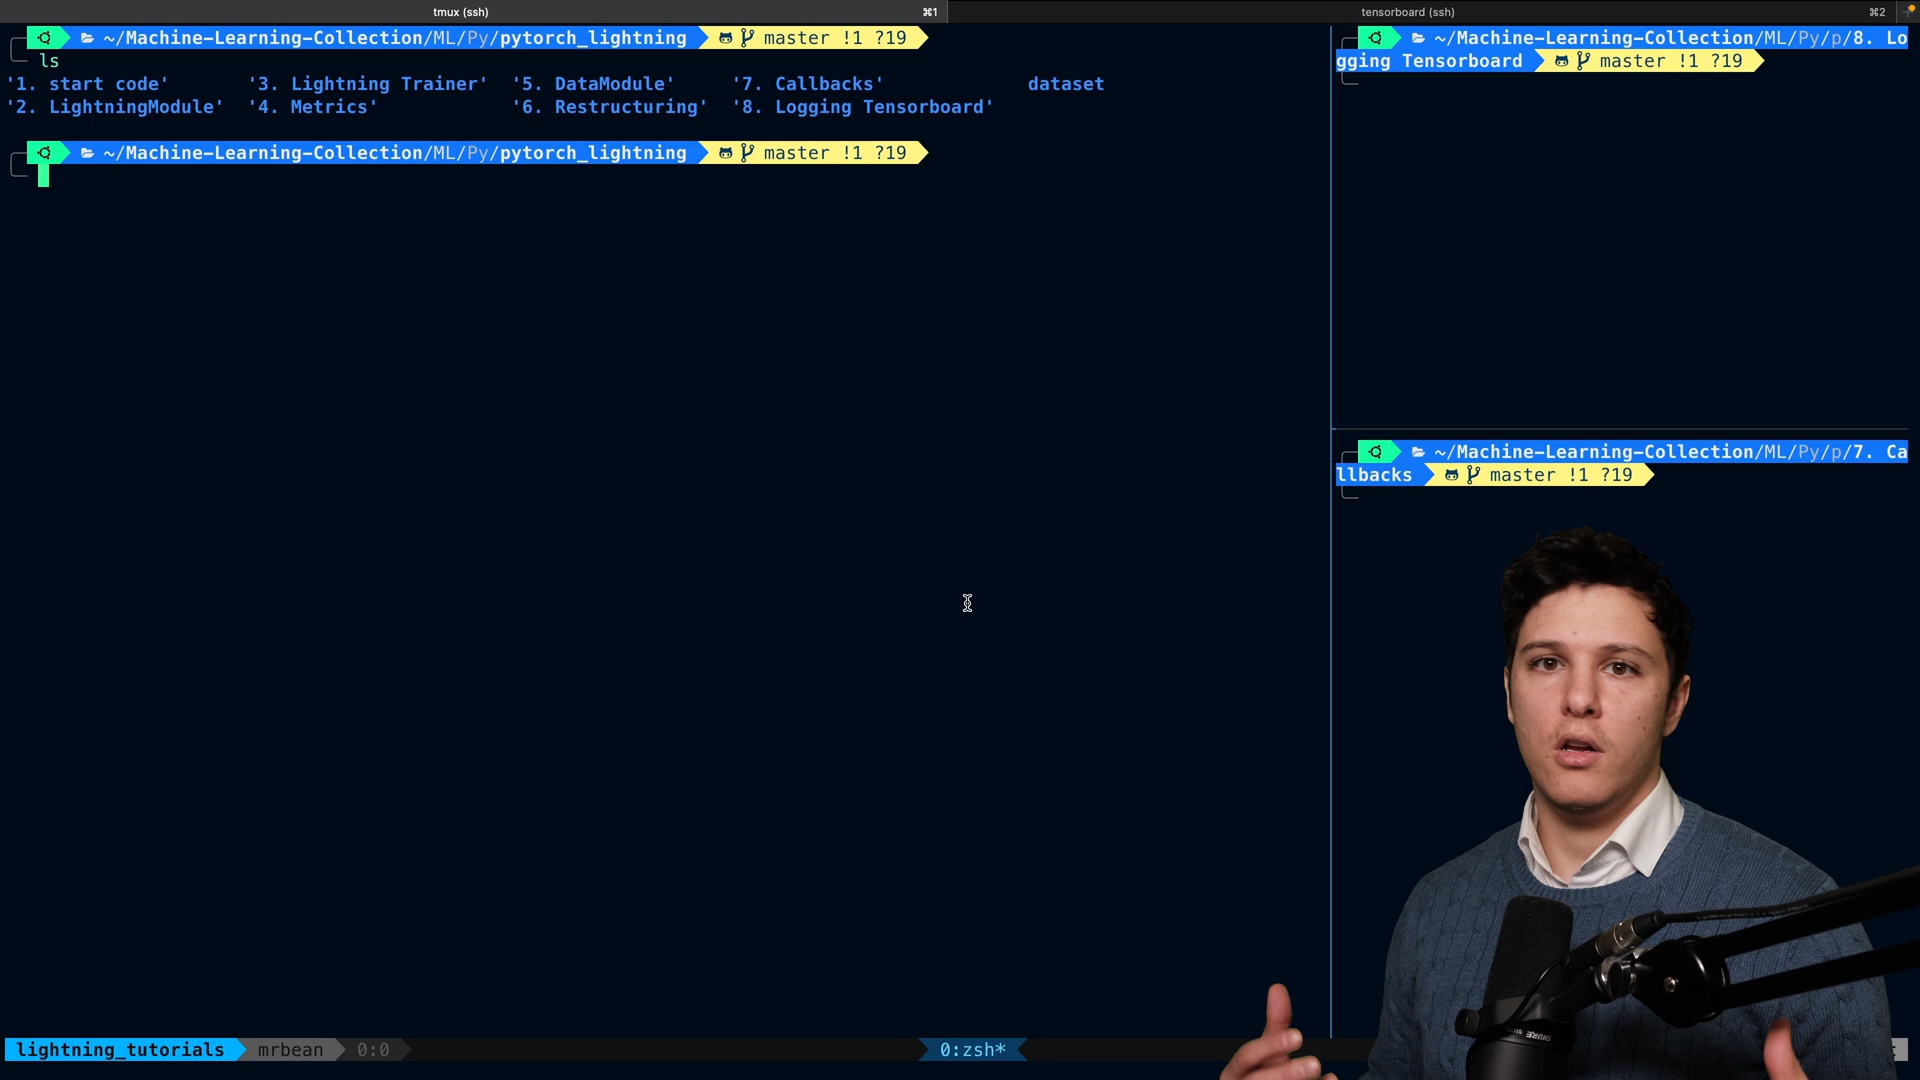 tmux (ssh)
⌘1
tensorboard (ssh)
⌘2
~/Machine-Learning-Collection/ML/Py/pytorch_lightning master !1 ?19
ls
'1. start code' '3. Lightning Trainer' '5. DataModule' '7. Callbacks' dataset
'2. LightningModule' '4. Metrics' '6. Restructuring' '8. Logging Tensorboard'
~/Machine-Learning-Collection/ML/Py/pytorch_lightning master !1 ?19
~/Machine-Learning-Collection/ML/Py/p/8. Lo
gging Tensorboard master !1 ?19
~/Machine-Learning-Collection/ML/Py/p/7. Ca
llbacks master !1 ?19
SHURE
lightning_tutorials mrbean 0:0
0:zsh*